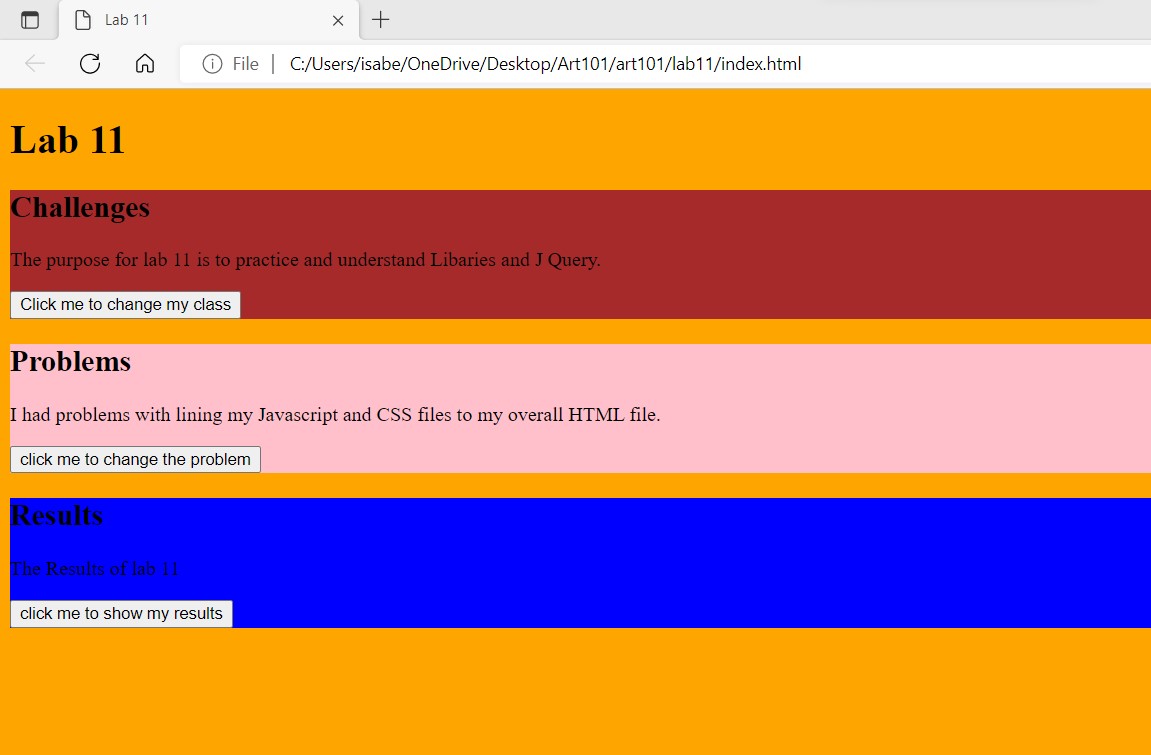 Lab 11
File
C:/Users/isabe/OneDrive/Desktop/Art101/art101/lab11/index.html
Lab 11
Challenges
The purpose for lab 11 is to practice and understand Libaries and J Query.
Click me to change my class
Problems
I had problems with lining my Javascript and CSS files to my overall HTML file.
click me to change the problem
Results
The Results of lab 11
click me to show my results